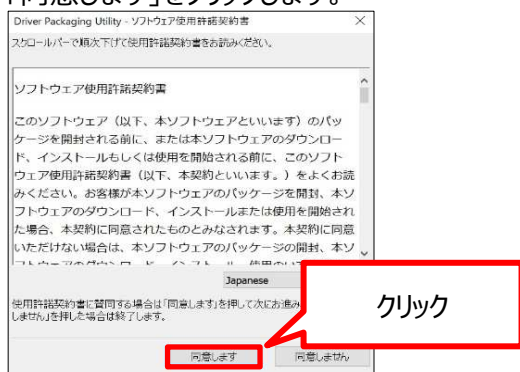 「同意します」をクリックします。
Driver Packaging Utility - ソフトウェア使用許諾契約書
スクロールバーで順次下げて使用許諾契約書をお読みください。
ソフトウェア使用許諾契約書
このソフトウェア（以下、本ソフトウェアといいます）のパッ
ケージを開封される前に、または本ソフトウェアのダウンロー
ド、インストールもしくは使用を開始される前に、このソフト
ウェア使用許諾契約書（以下、本契約といいます。）をよくお読
みください。お客様が本ソフトウェアのパッケージを開封、本ソ
フトウェアのダウンロード、インストールまたは使用を開始され
た場合、本契約に同意されたものとみなされます。本契約に同意
いただけない場合は、本ソフトウェアのパッケージの開封、本ソ
Japanese
使用許諾契約書に賛同する場合は「同意します」を押して次にお進み
しません」を押した場合は終了します。
クリック
同意します
同意しません